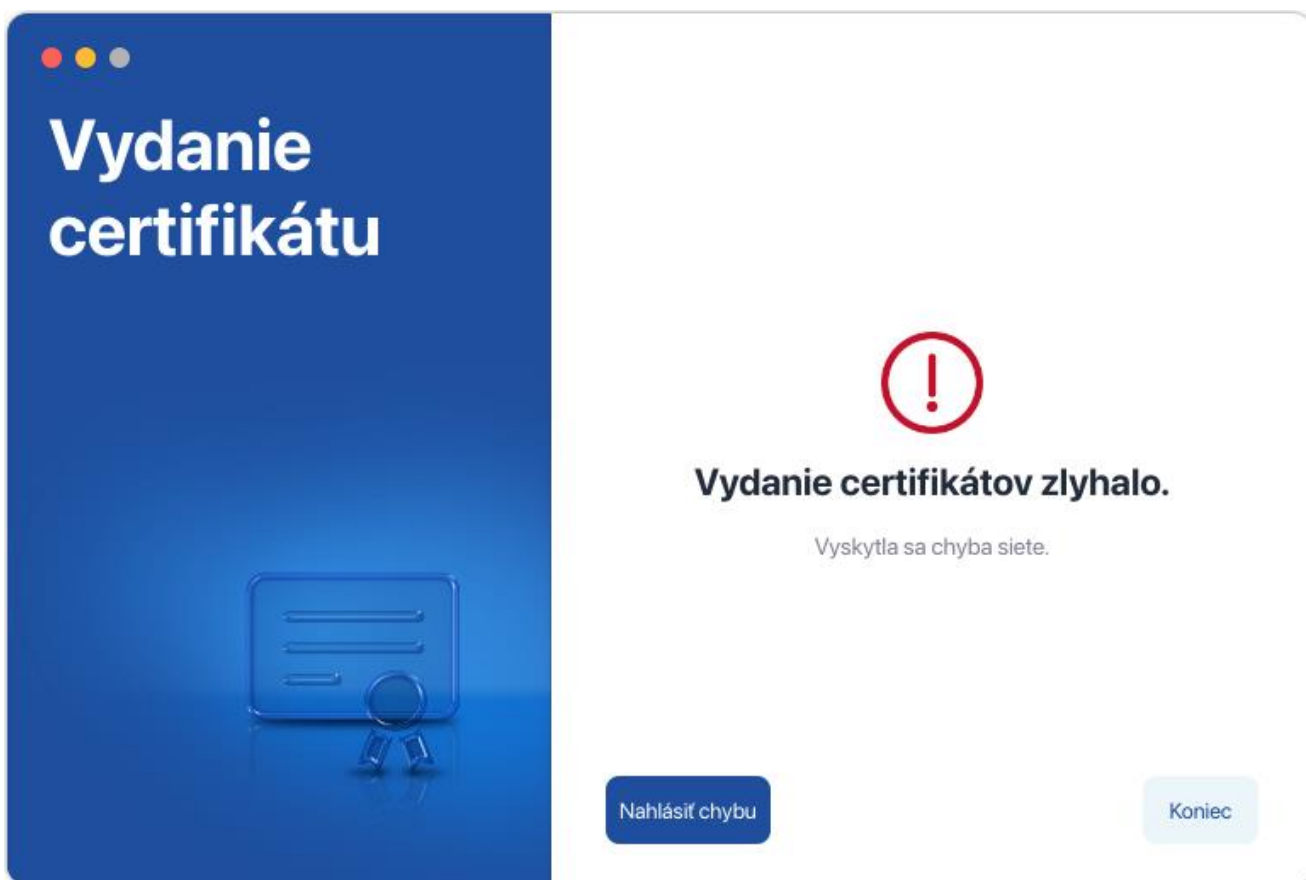 Vydanie
certifikátu
Vydanie certifikátov zlyhalo.
Vyskytla sa chyba siete.
Nahlásiť chybu
Koniec